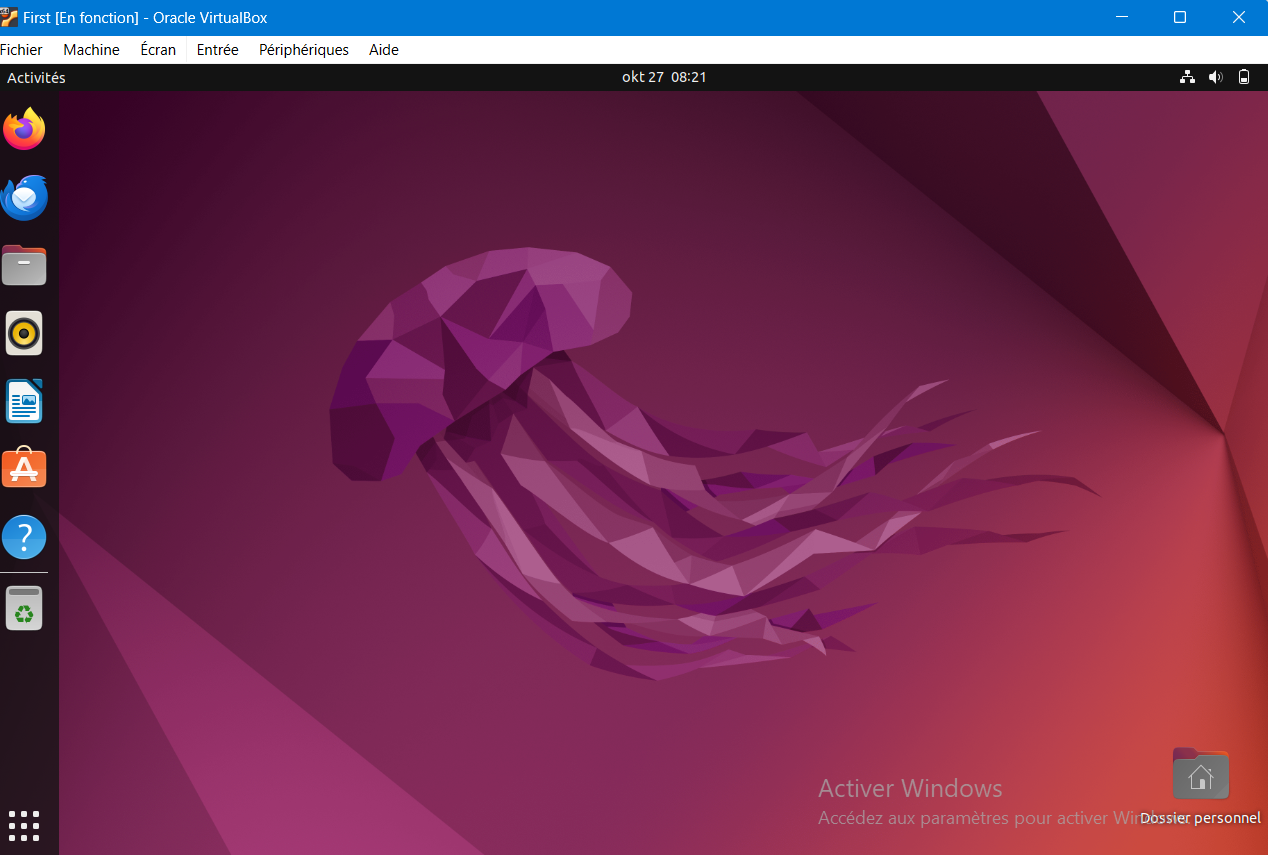 First [En fonction] - Oracle VirtualBox
Fichier Machine Écran Entrée Périphériques Aide
Activités okt 27 08:21
Activer Windows
Accédez aux paramètres pour activer Windows.
Dossier personnel